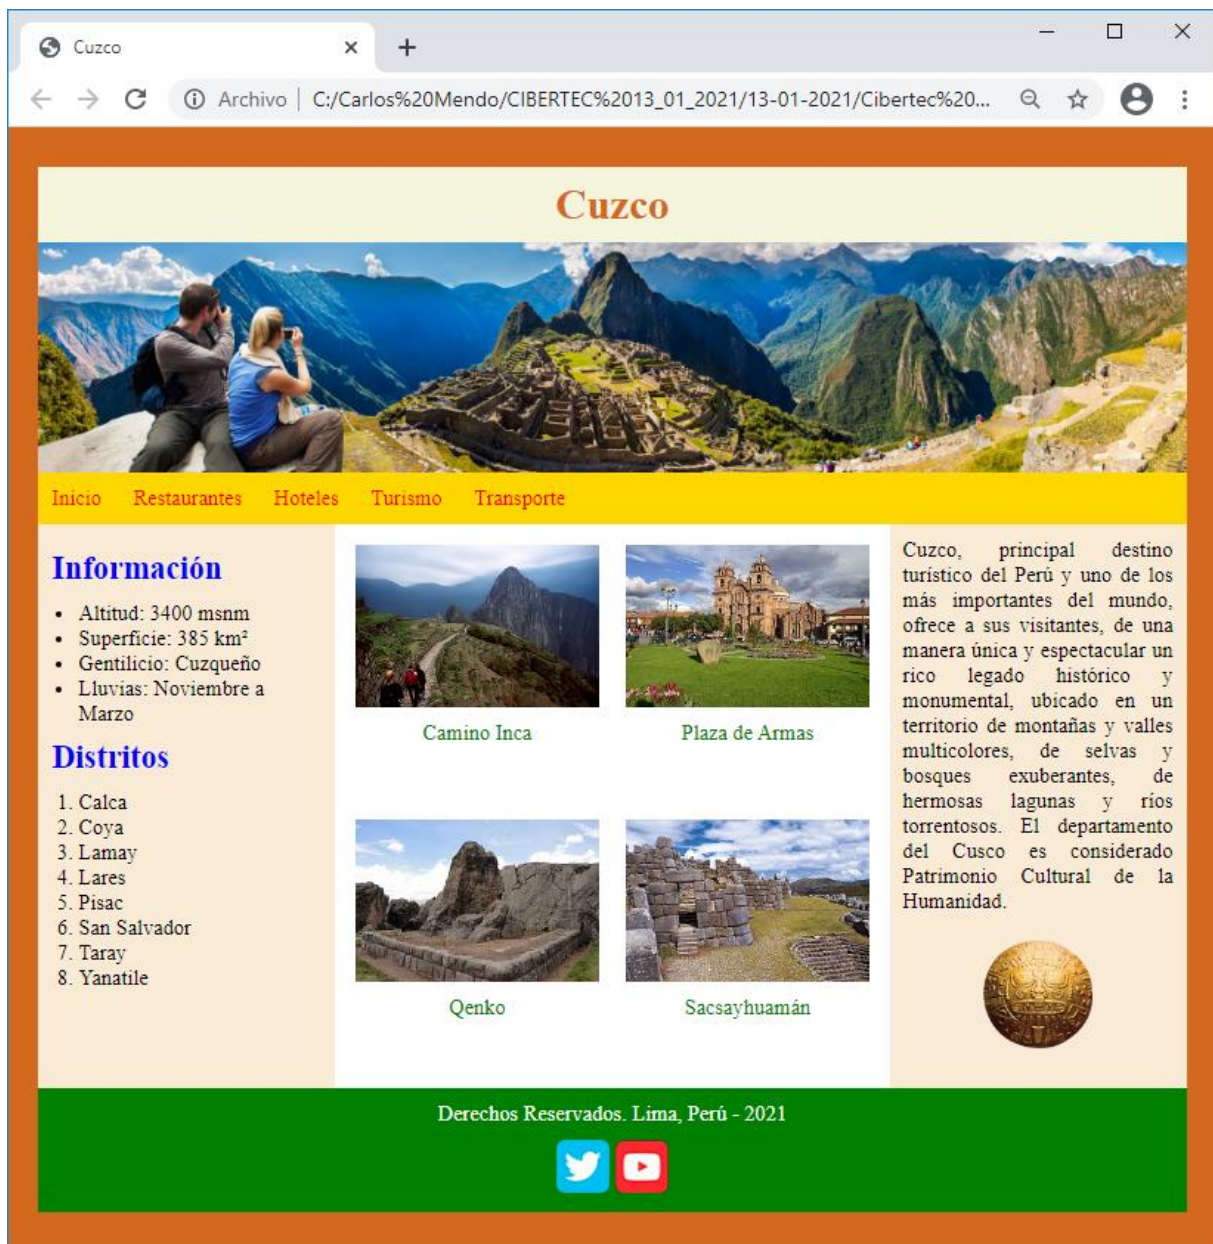 Cuzco
Archivo | C:/Carlos%20Mendo/CIBERTEC%2013_01_2021/13-01-2021/Cibertec%20...
Cuzco
Inicio Restaurantes Hoteles Turismo Transporte
Información
• Altitud: 3400 msnm
• Superficie: 385 km²
• Gentilicio: Cuzqueño
• Lluvias: Noviembre a
Marzo
Distritos
1. Calca
2. Coya
3. Lamay
4. Lares
5. Pisac
6. San Salvador
7. Taray
8. Yanatile
Camino Inca
Plaza de Armas
Qenko
Sacsayhuamán
Cuzco, principal destino
turístico del Perú y uno de los
más importantes del mundo,
ofrece a sus visitantes, de una
manera única y espectacular un
rico legado histórico y
monumental, ubicado en un
territorio de montañas y valles
multicolores, de selvas y
bosques exuberantes, de
hermosas lagunas y ríos
torrentosos. El departamento
del Cusco es considerado
Patrimonio Cultural de la
Humanidad.
Derechos Reservados. Lima, Perú - 2021